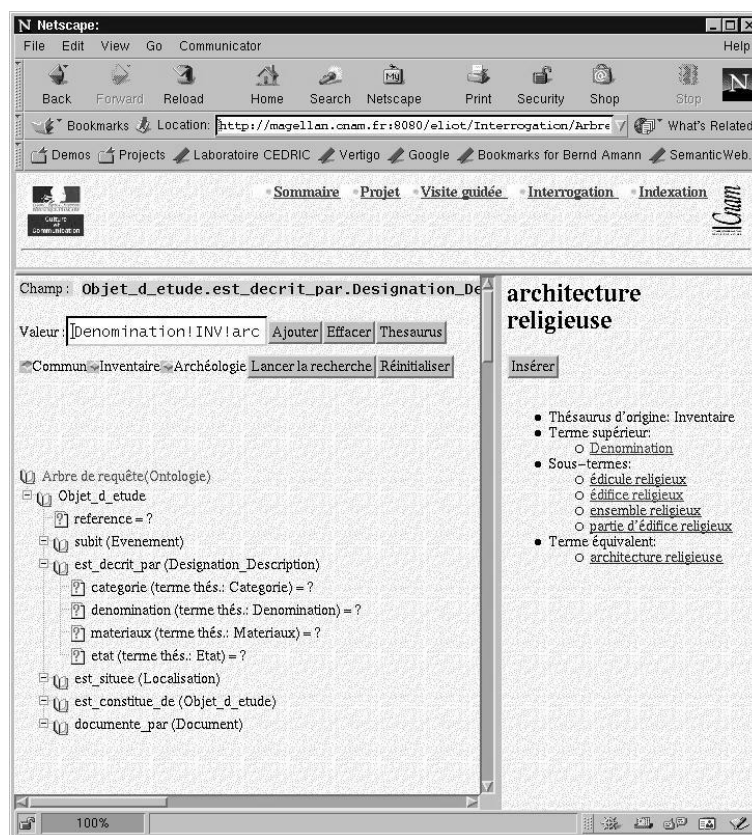 Netscape:
File Edit View Go Communicator Help
Back Forward Reload Home Search Netscape Print Security Shop Stop
Bookmarks Location: http://magellan.cnam.fr:8080/eliot/Interrogation/Arbre What's Related
Demos Projects Laboratoire CEDRIC Vertigo Google Bookmarks for Bernd Amann SemanticWeb.
Sommaire Projet Visite guidée Interrogation Indexation
Culture et Communication
Cnam
Champ: Objet_d_etude.est_decrit_par.Designation_De
Valeur: Denomination!INV!arc Ajouter Effacer Thesaurus
Commun Inventaire Archéologie Lancer la recherche Réinitialiser
Arbre de requête(Ontologie)
Objet_d_etude
reference = ?
subit (Evenement)
est_decrit_par (Designation_Description)
categorie (terme thés.: Categorie) = ?
denomination (terme thés.: Denomination) = ?
materiaux (terme thés.: Materiaux) = ?
etat (terme thés.: Etat) = ?
est_situee (Localisation)
est_constitue_de (Objet_d_etude)
documente_par (Document)
architecture
religieuse
Insérer
Thésaurus d'origine: Inventaire
Terme supérieur:
Denomination
Sous-termes:
édicule religieux
édifice religieux
ensemble religieux
partie d'édifice religieux
Terme équivalent:
architecture religieuse
100%